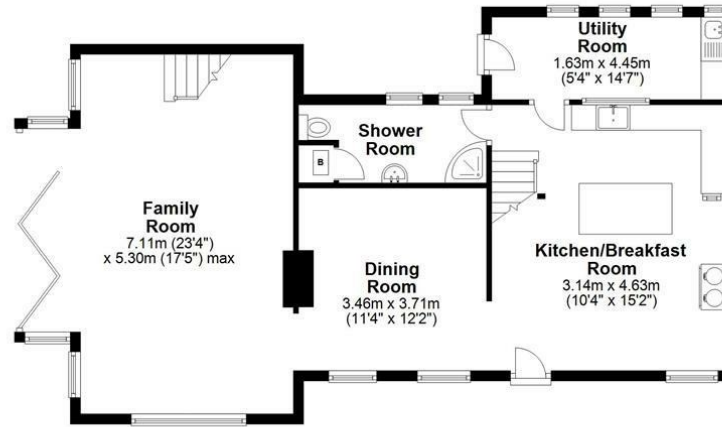 Utility
Room
1.63m x 4.45m
(5'4" x 14'7")
Shower
Room
B
Family
Room
7.11m (23'4")
x 5.30m (17'5") max
Dining
Room
3.46m x 3.71m
(11'4" x 12'2")
Kitchen/Breakfast
Room
3.14m x 4.63m
(10'4" x 15'2")